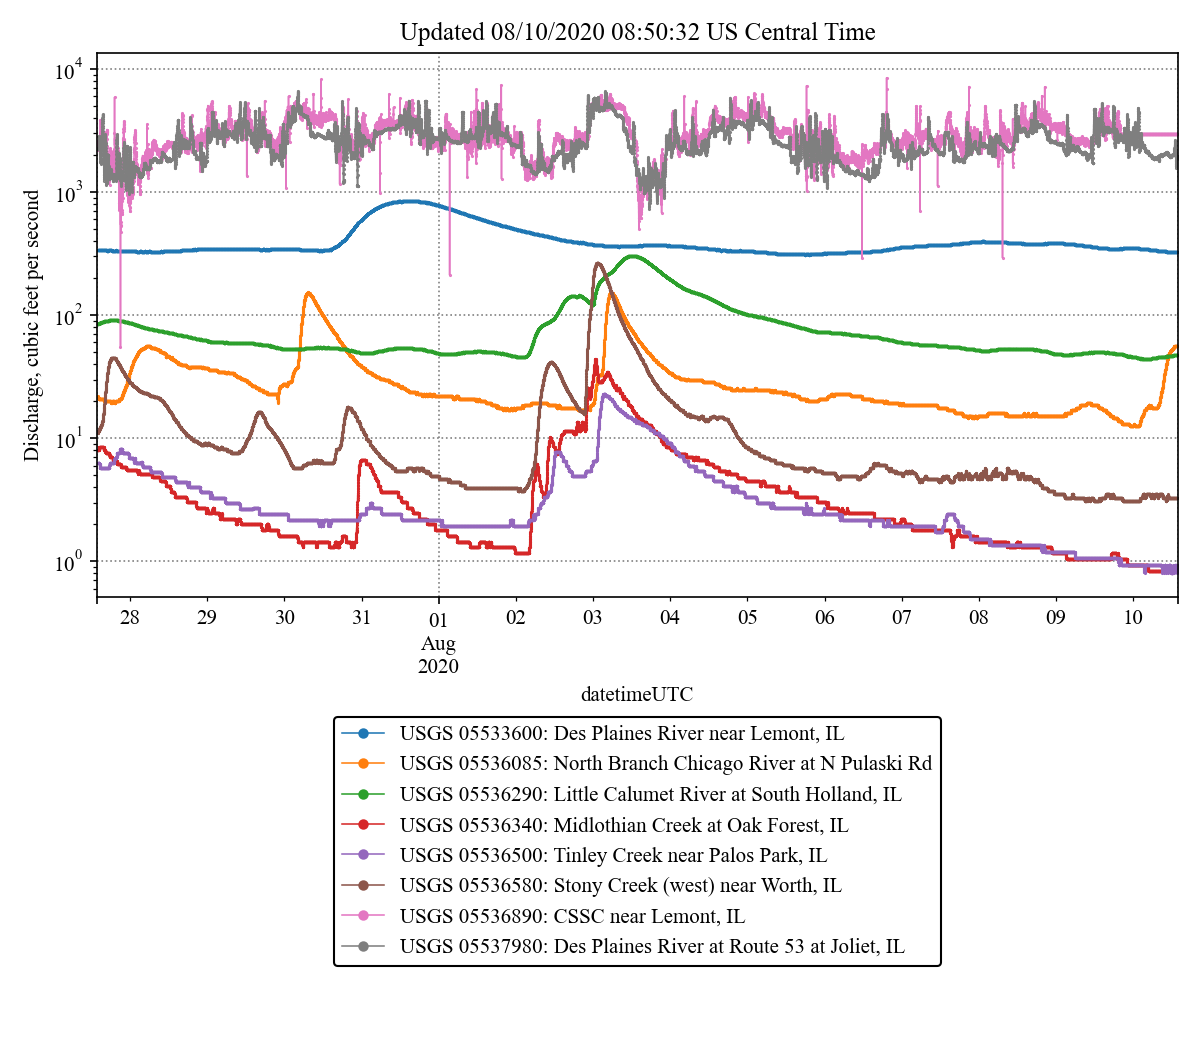 Updated 08/10/2020 08:50:32 US Central Time
Discharge, cubic feet per second
10^4
10^3
10^2
10^1
10^0
28 29 30 31 01 02 03 04 05 06 07 08 09 10
Aug
2020
datetimeUTC
USGS 05533600: Des Plaines River near Lemont, IL
USGS 05536085: North Branch Chicago River at N Pulaski Rd
USGS 05536290: Little Calumet River at South Holland, IL
USGS 05536340: Midlothian Creek at Oak Forest, IL
USGS 05536500: Tinley Creek near Palos Park, IL
USGS 05536580: Stony Creek (west) near Worth, IL
USGS 05536890: CSSC near Lemont, IL
USGS 05537980: Des Plaines River at Route 53 at Joliet, IL